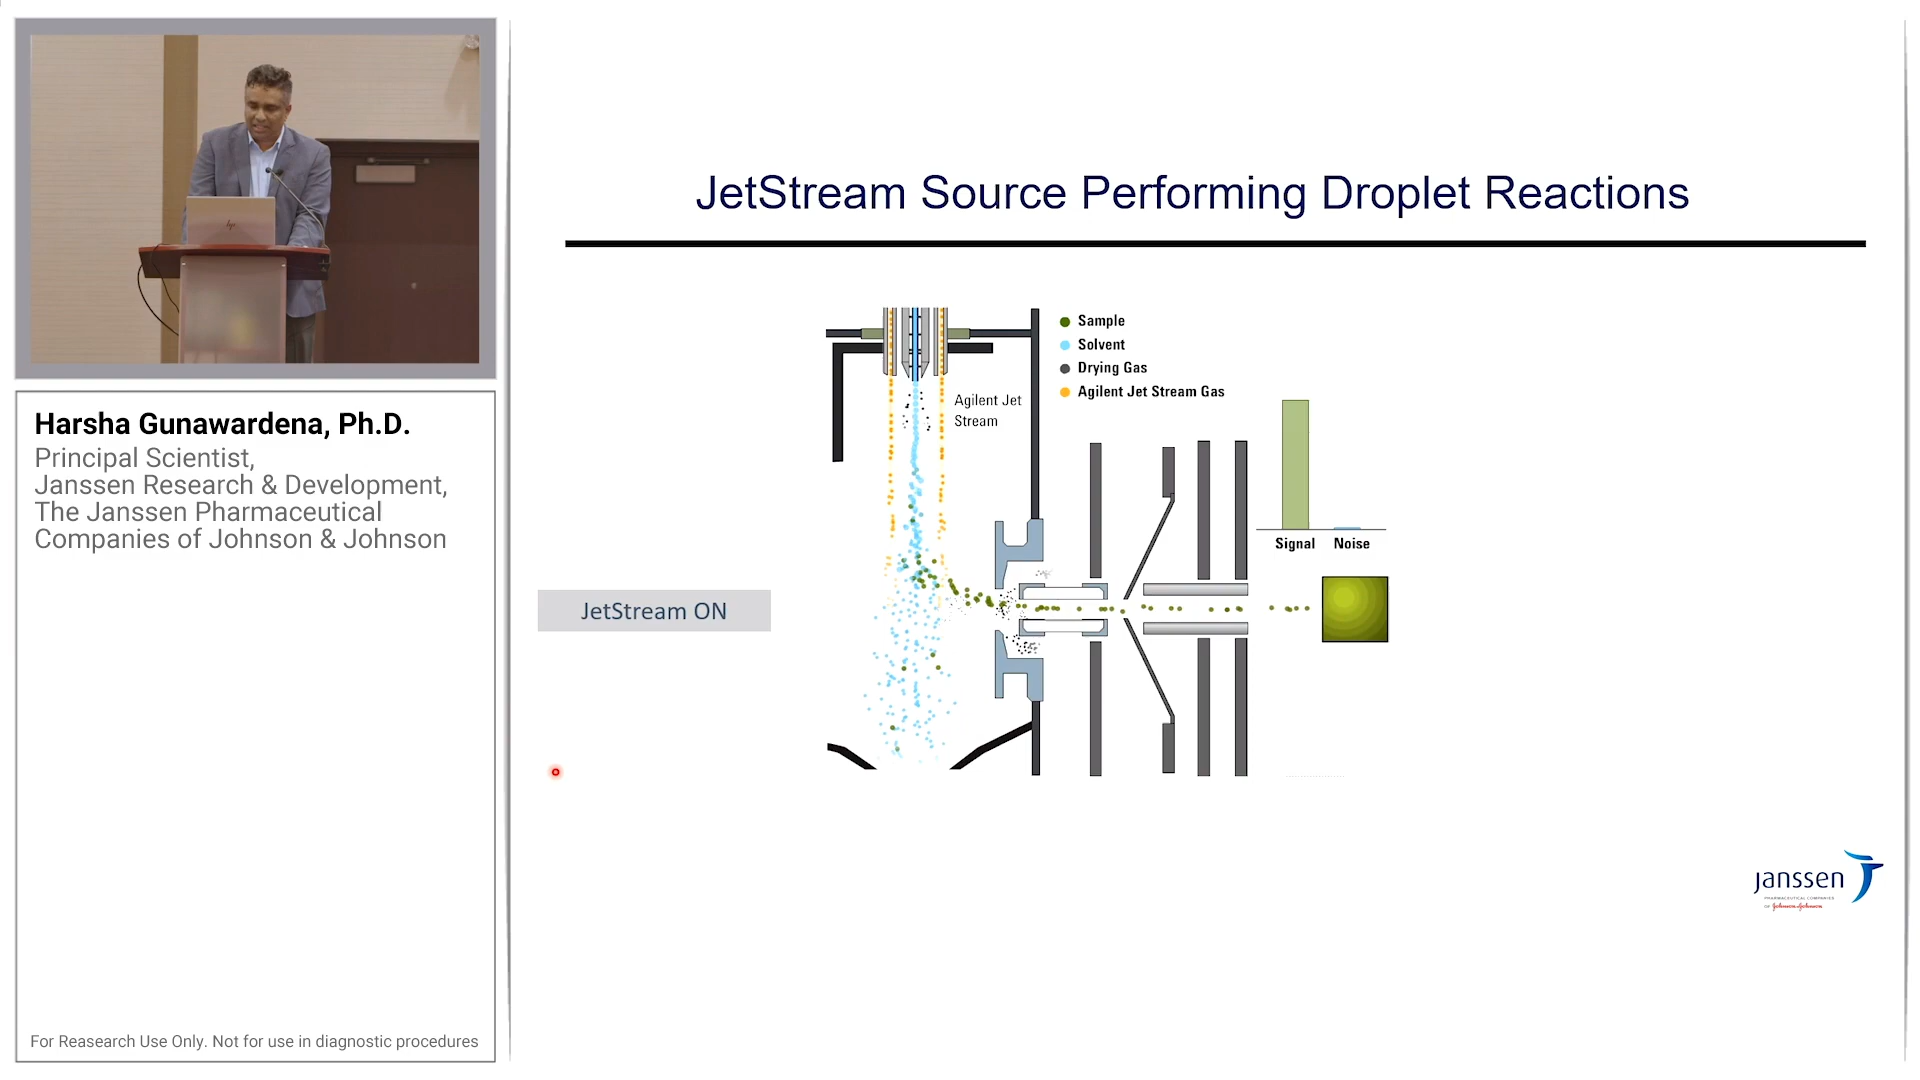 JetStream Source Performing Droplet Reactions
Sample
Solvent
Drying Gas
Agilent Jet Stream Gas
Agilent Jet
Stream
Signal Noise
JetStream ON
Harsha Gunawardena, Ph.D.
Principal Scientist,
Janssen Research & Development,
The Janssen Pharmaceutical
Companies of Johnson & Johnson
For Reasearch Use Only. Not for use in diagnostic procedures
janssen
PHARMACEUTICAL COMPANIES
OF Johnson & Johnson
hp